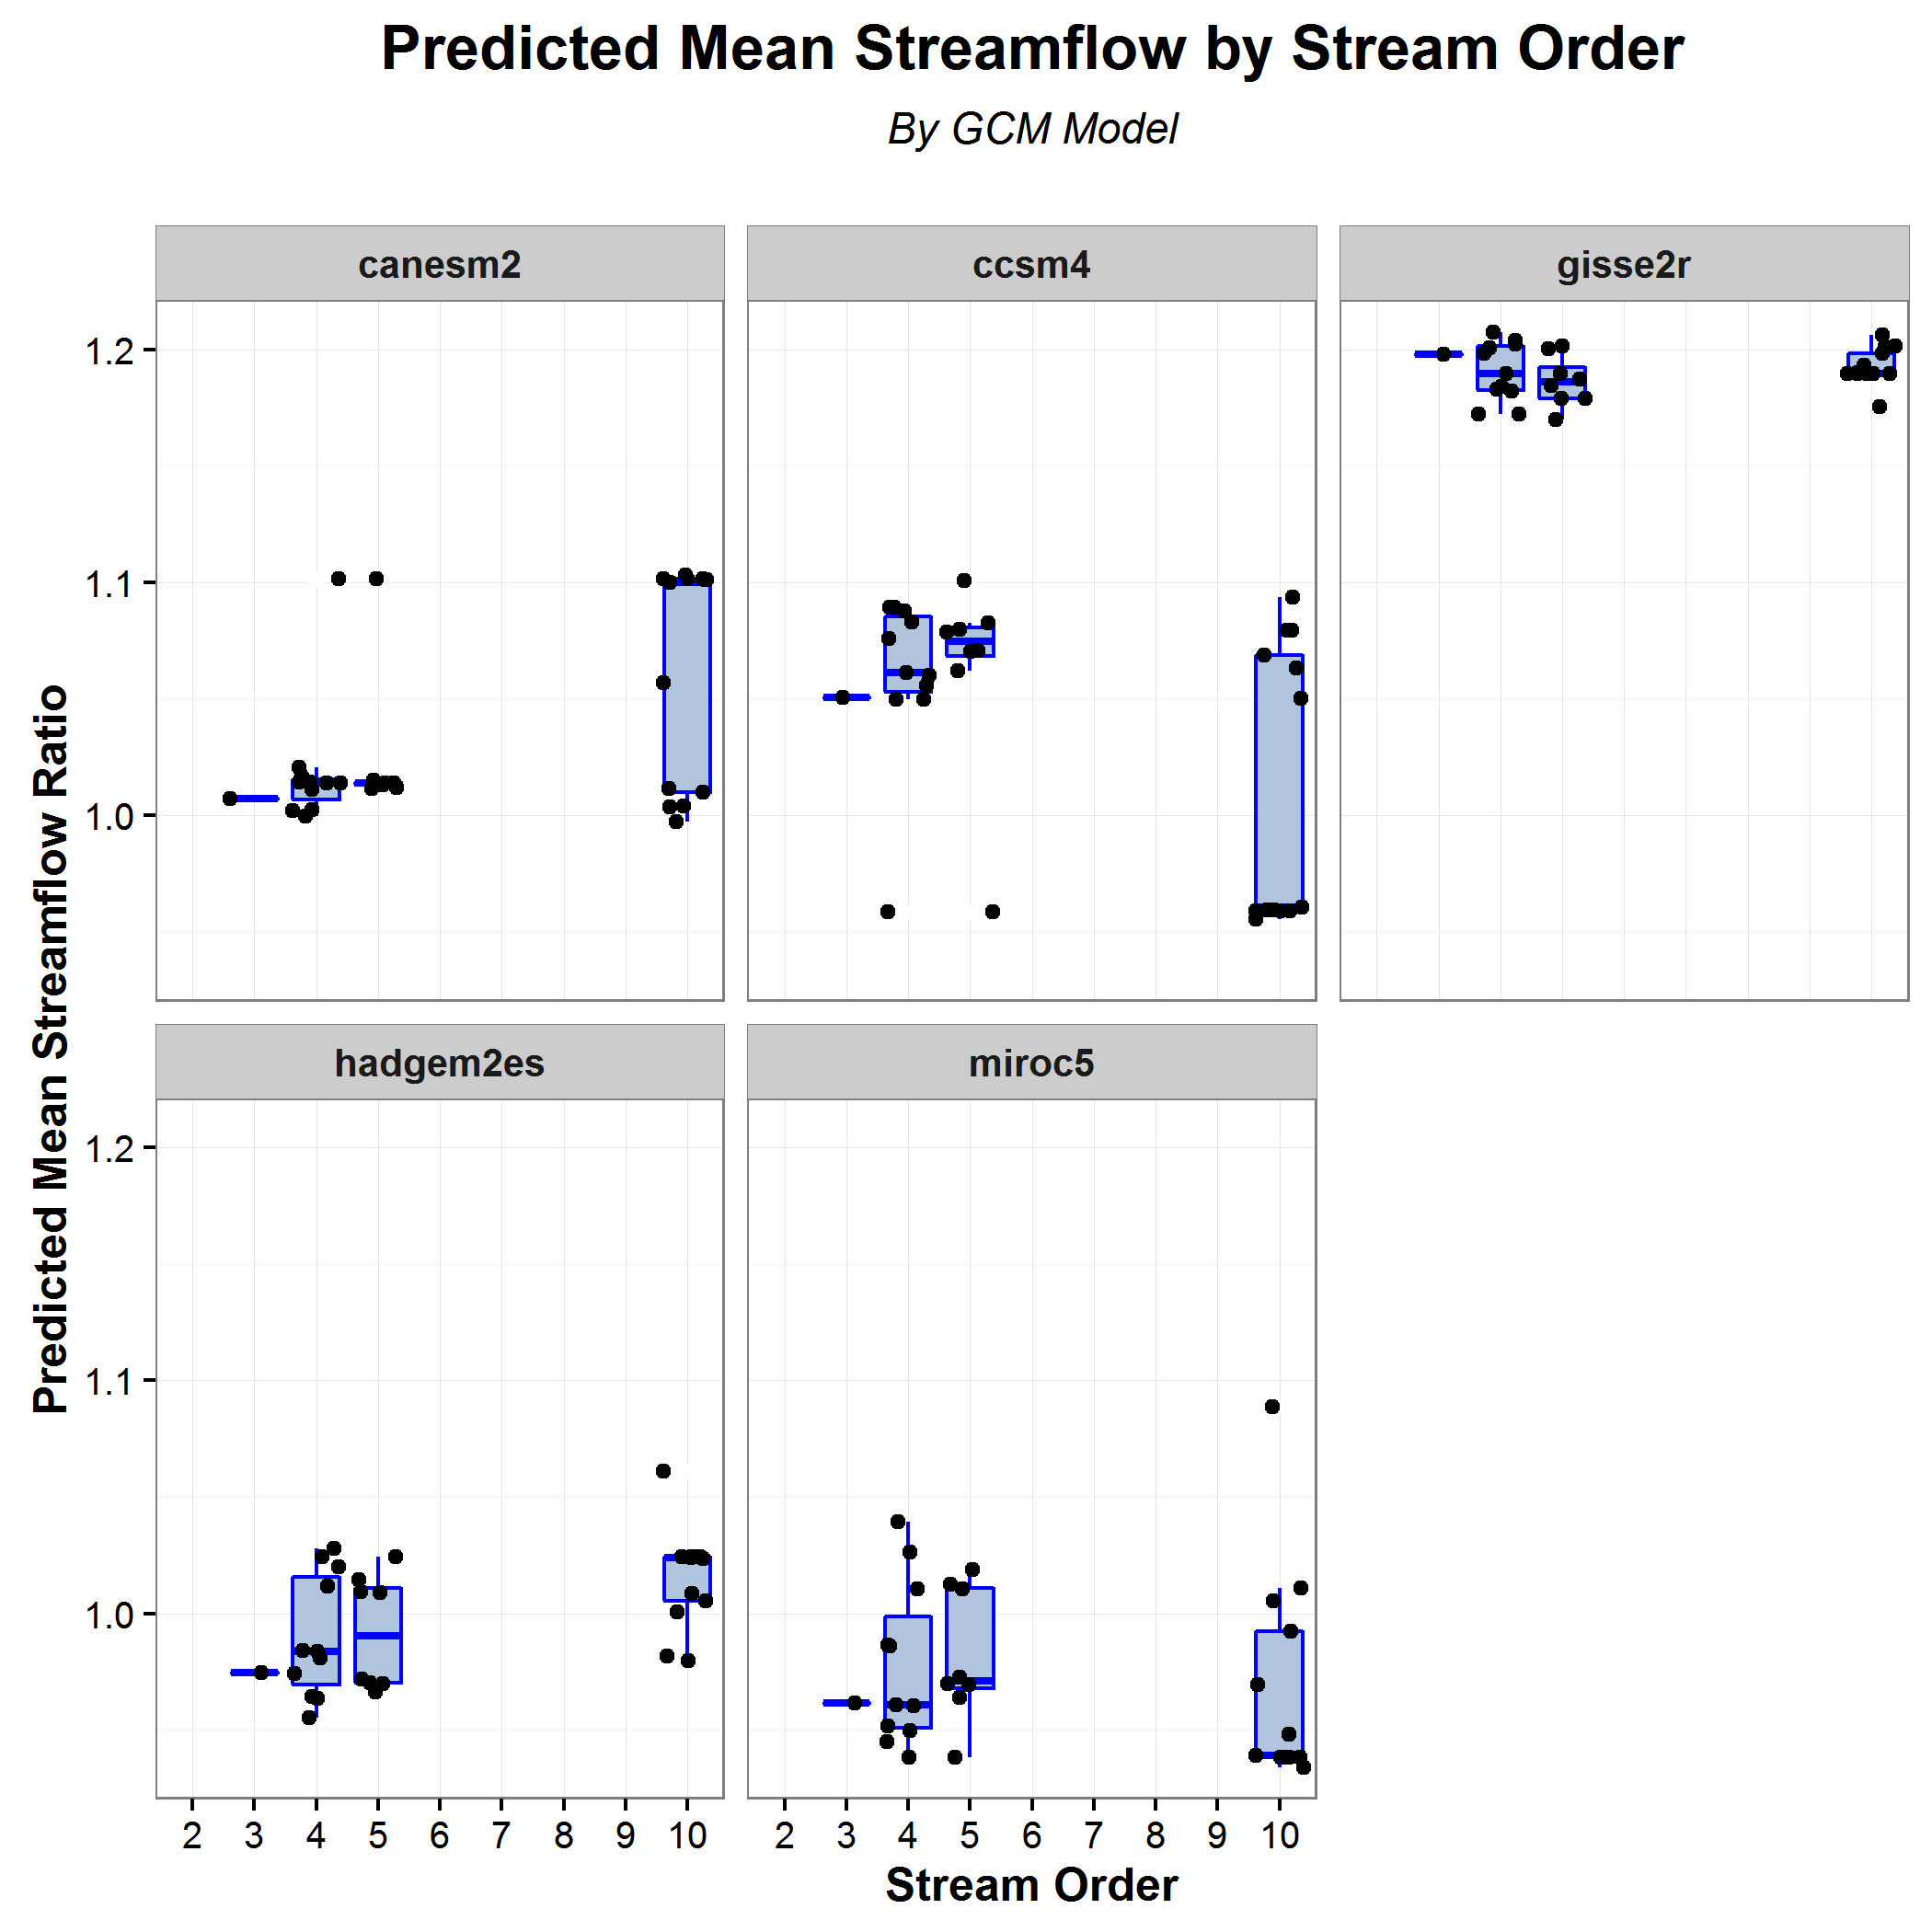 Predicted Mean Streamflow by Stream Order
By GCM Model
canesm2
ccsm4
gisse2r
1.2
1.1
1.0
Predicted Mean Streamflow Ratio
hadgem2es
miroc5
1.2
1.1
1.0
2 3 4 5 6 7 8 9 10
2 3 4 5 6 7 8 9 10
Stream Order